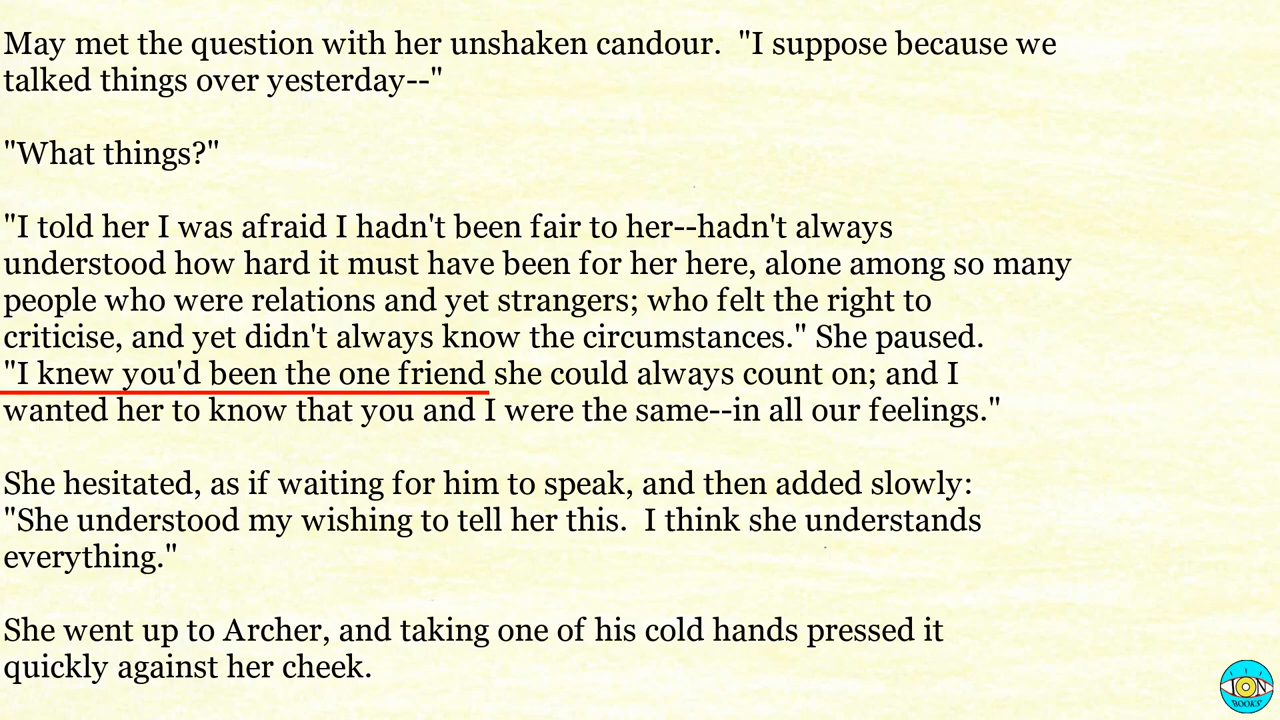 May met the question with her unshaken candour.  "I suppose because we
talked things over yesterday--"
"What things?"
"I told her I was afraid I hadn't been fair to her--hadn't always
understood how hard it must have been for her here, alone among so many
people who were relations and yet strangers; who felt the right to
criticise, and yet didn't always know the circumstances." She paused.
"I knew you'd been the one friend she could always count on; and I
wanted her to know that you and I were the same--in all our feelings."
She hesitated, as if waiting for him to speak, and then added slowly:
"She understood my wishing to tell her this.  I think she understands
everything."
She went up to Archer, and taking one of his cold hands pressed it
quickly against her cheek.
ION
BOOKS